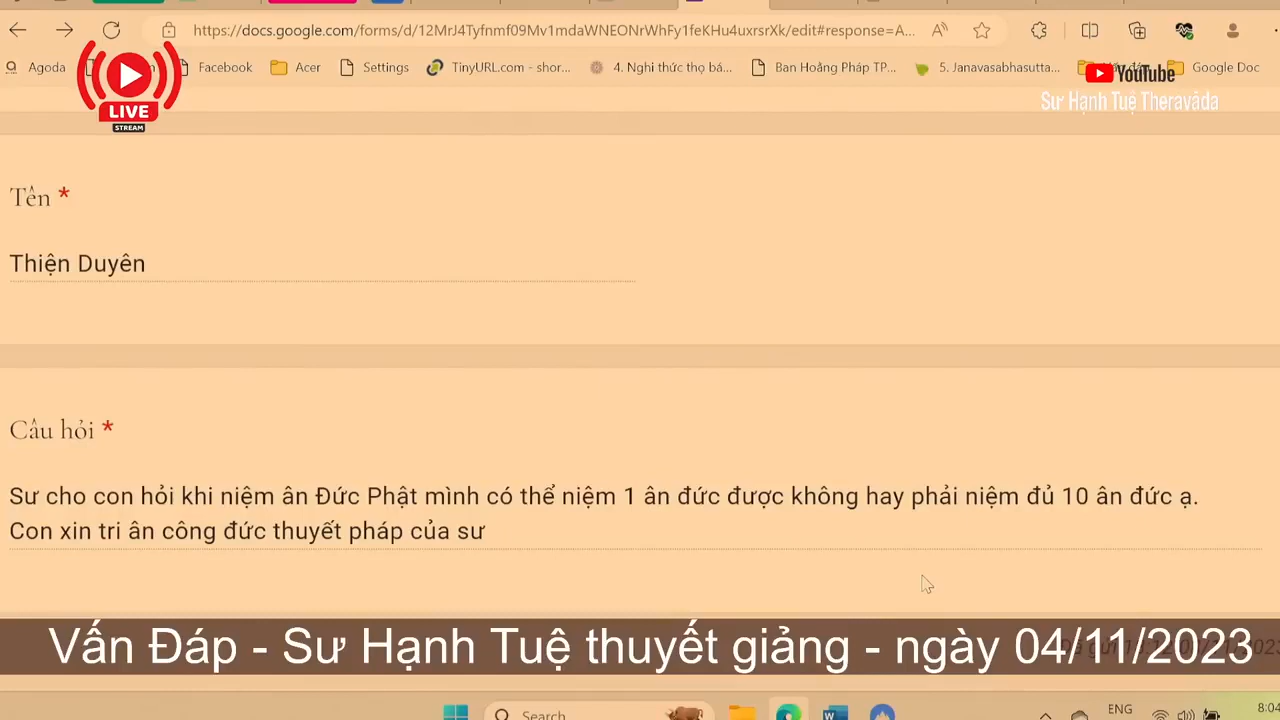 https://docs.google.com/forms/d/12MrJ4Tyfnmf09Mv1mdaWNEONrWhFy1feKHu4uxrsrXk/edit#response=A...
Agoda
Facebook
Acer
Settings
TinyURL.com - shor...
4. Nghi thức thọ bá...
Ban Hoằng Pháp TP...
5. Janavasabhasutta...
Google Doc
LIVE
STREAM
YouTube
Sư Hạnh Tuệ Theravāda
Tên *
Thiện Duyên
Câu hỏi *
Sư cho con hỏi khi niệm ân Đức Phật mình có thể niệm 1 ân đức được không hay phải niệm đủ 10 ân đức ạ.
Con xin tri ân công đức thuyết pháp của sư
Vấn Đáp - Sư Hạnh Tuệ thuyết giảng - ngày 04/11/2023
Search
ENG
8:04